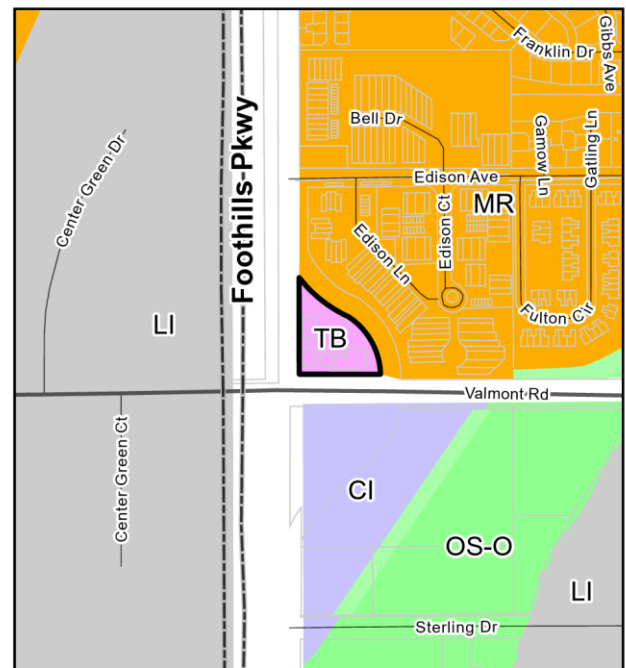 Franklin Dr
Gibbs Ave
Bell Dr
Gamow Ln
Gatling Ln
Edison Ave
Center Green Dr
Foothills Pkwy
MR
Edison Ct
Edison Ln
Fulton Cir
LI
TB
Valmont Rd
Center Green Ct
CI
OS-O
LI
Sterling Dr